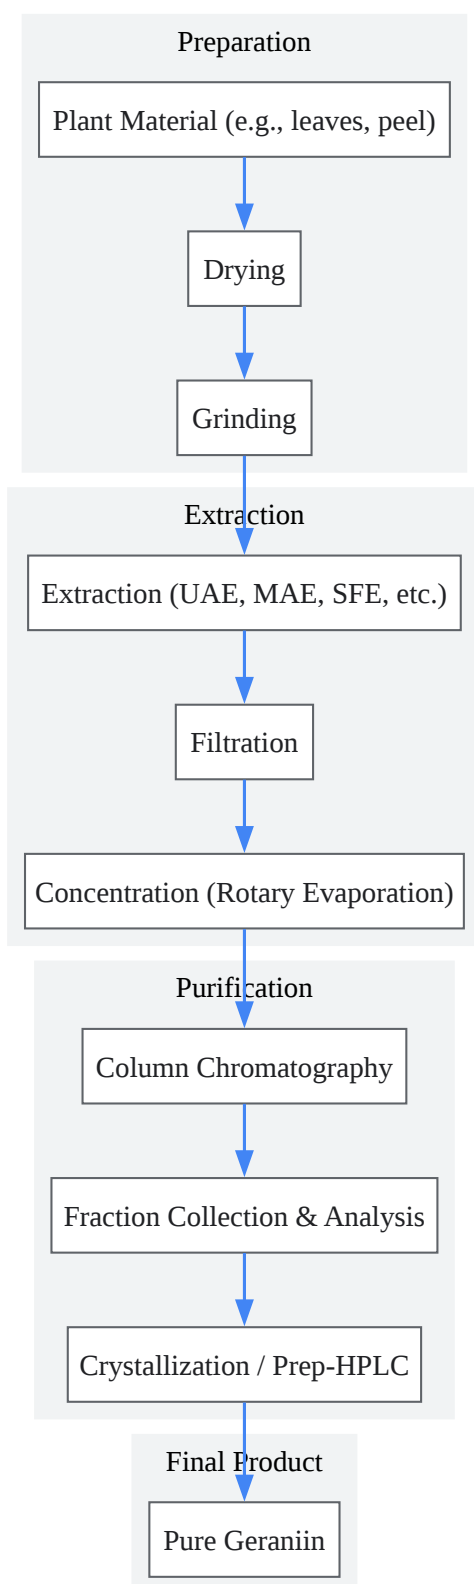 Preparation
Plant Material (e.g., leaves, peel)
Drying
Grinding
Extraction
Extraction (UAE, MAE, SFE, etc.)
Filtration
Concentration (Rotary Evaporation)
Purification
Column Chromatography
Fraction Collection & Analysis
Crystallization / Prep-HPLC
Final Product
Pure Geraniin